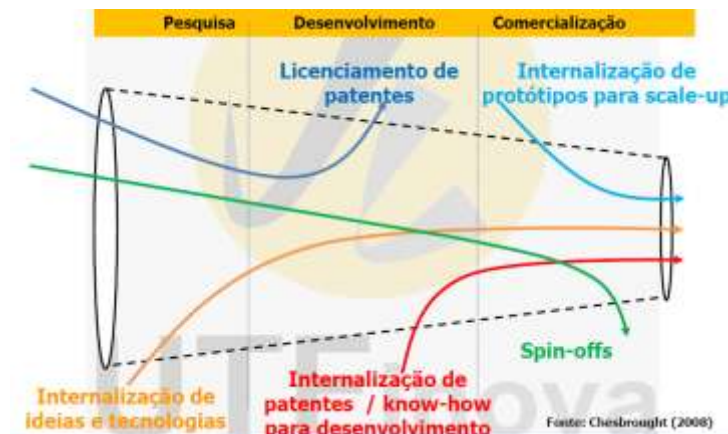 Pesquisa Desenvolvimento Comercialização
Licenciamento de
patentes
Internalização de
protótipos para scale-up
Spin-offs
Internalização de
ideias e tecnologias
Internalização de
patentes / know-how
para desenvolvimento
Fonte: Chesbrought (2008)